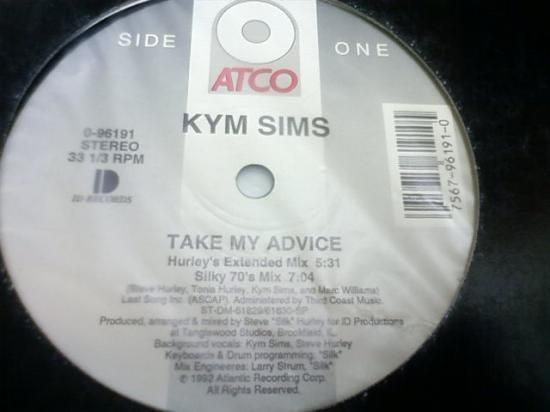 SIDE ONE
ATCO
KYM SIMS
0-96191
STEREO
33 1/3 RPM
ID
ID-RECORDS
7567-96191-0
TAKE MY ADVICE
Hurley's Extended Mix 5:31
Silky 70's Mix 7:04
(Steve Hurley, Tonia Hurley, Kym Sims, and Marc Williams)
Last Song Inc. (ASCAP). Administered by Third Coast Music.
ST-DM-61829/61830-SP
Produced, arranged & mixed by Steve "Silk" Hurley for ID Productions
at Tanglewood Studios, Brookfield, IL.
Background vocals: Kym Sims, Steve Hurley
Keyboards & Drum programming: "Silk"
Mix Engineeres: Larry Strum, "Silk"
℗ 1992 Atlantic Recording Corp.
All Rights Reserved.